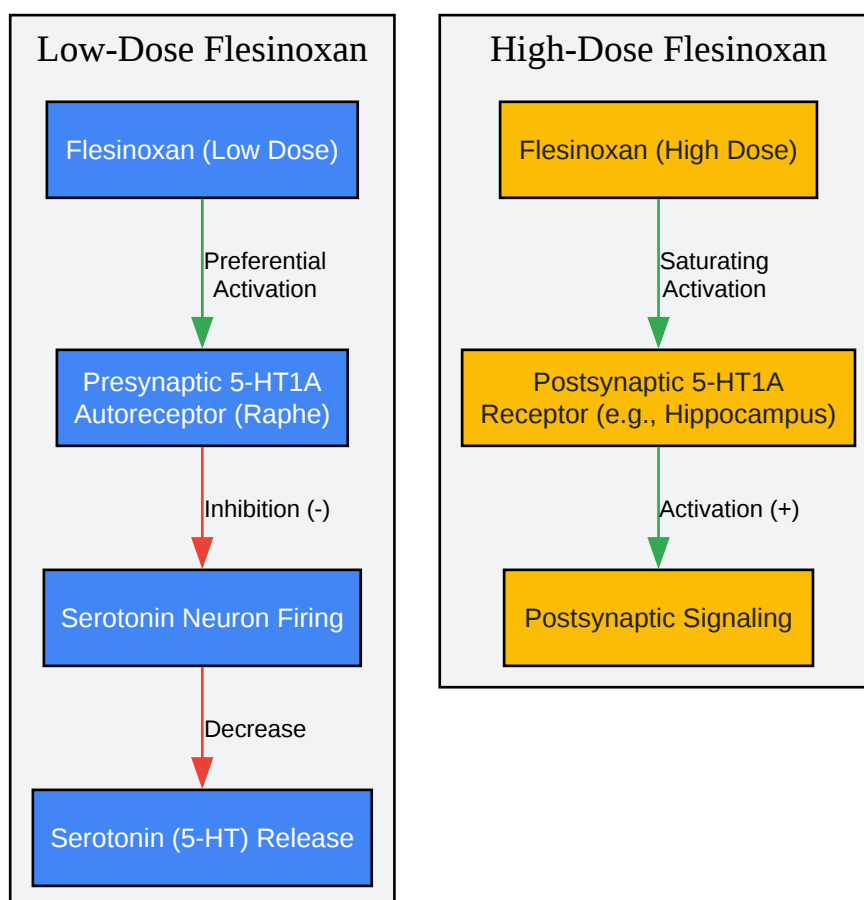 Low-Dose Flesinoxan
Flesinoxan (Low Dose)
Preferential
Activation
Presynaptic 5-HT1A
Autoreceptor (Raphe)
Inhibition (-)
Serotonin Neuron Firing
Decrease
Serotonin (5-HT) Release
High-Dose Flesinoxan
Flesinoxan (High Dose)
Saturating
Activation
Postsynaptic 5-HT1A
Receptor (e.g., Hippocampus)
Activation (+)
Postsynaptic Signaling